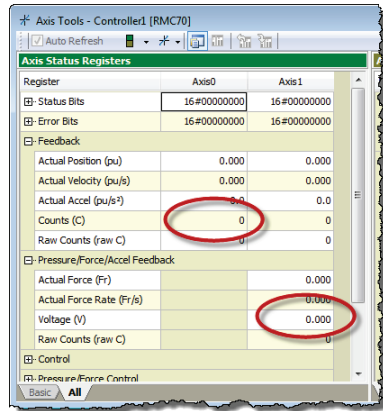 Axis Tools - Controller1 [RMC70]
Auto Refresh
Axis Status Registers
Register Axis0 Axis1
Status Bits 16#00000000 16#00000000
Error Bits 16#00000000 16#00000000
Feedback
Actual Position (pu) 0.000 0.000
Actual Velocity (pu/s) 0.000 0.000
Actual Accel (pu/s²) 0.0 0.0
Counts (C) 0 0
Raw Counts (raw C) 0 0
Pressure/Force/Accel Feedback
Actual Force (Fr) 0.000
Actual Force Rate (Fr/s) 0.000
Voltage (V) 0.000
Raw Counts (raw C) 0
Control
Pressure/Force Control
Basic All